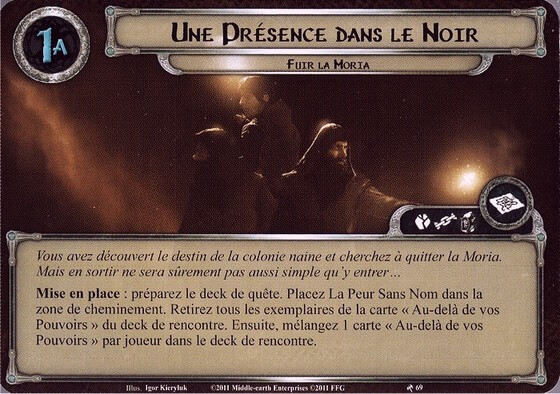 1A
Une Présence dans le Noir
Fuir la Moria
Vous avez découvert le destin de la colonie naine et cherchez à quitter la Moria.
Mais en sortir ne sera sûrement pas aussi simple qu'y entrer…
Mise en place : préparez le deck de quête. Placez La Peur Sans Nom dans la
zone de cheminement. Retirez tous les exemplaires de la carte « Au-delà de vos
Pouvoirs » du deck de rencontre. Ensuite, mélangez 1 carte « Au-delà de vos
Pouvoirs » par joueur dans le deck de rencontre.
Illus. Igor Kieryluk ©2011 Middle-earth Enterprises ©2011 FFG 69